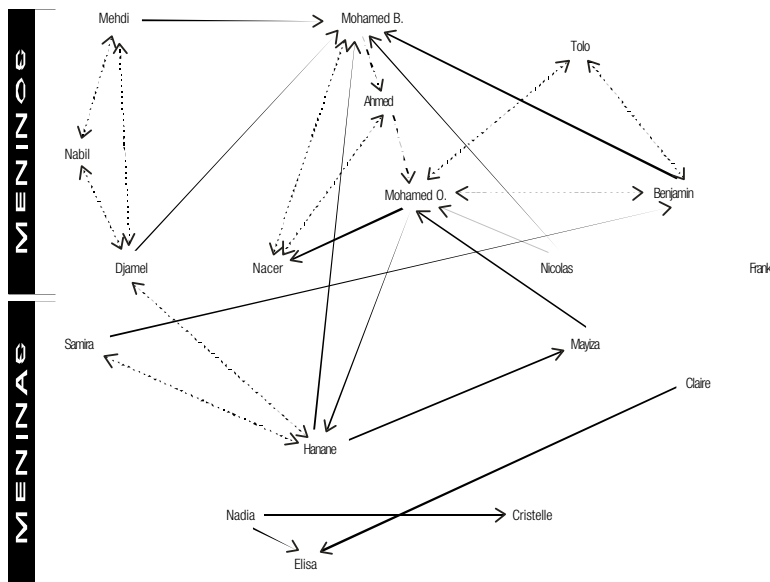 MENINOS
Mehdi
Mohamed B.
Tolo
Ahmed
Nabil
Mohamed O.
Benjamin
Djamel
Nacer
Nicolas
Frank
MENINAS
Samira
Mayiza
Claire
Hanane
Nadia
Cristelle
Elisa